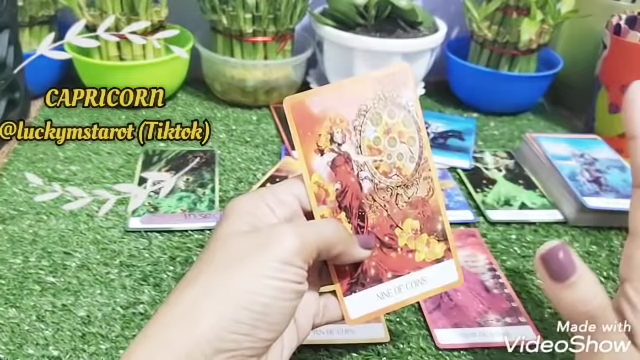 CAPRICORN
@luckymstarot (Tiktok)
NINE OF COINS
Made with
VideoShow